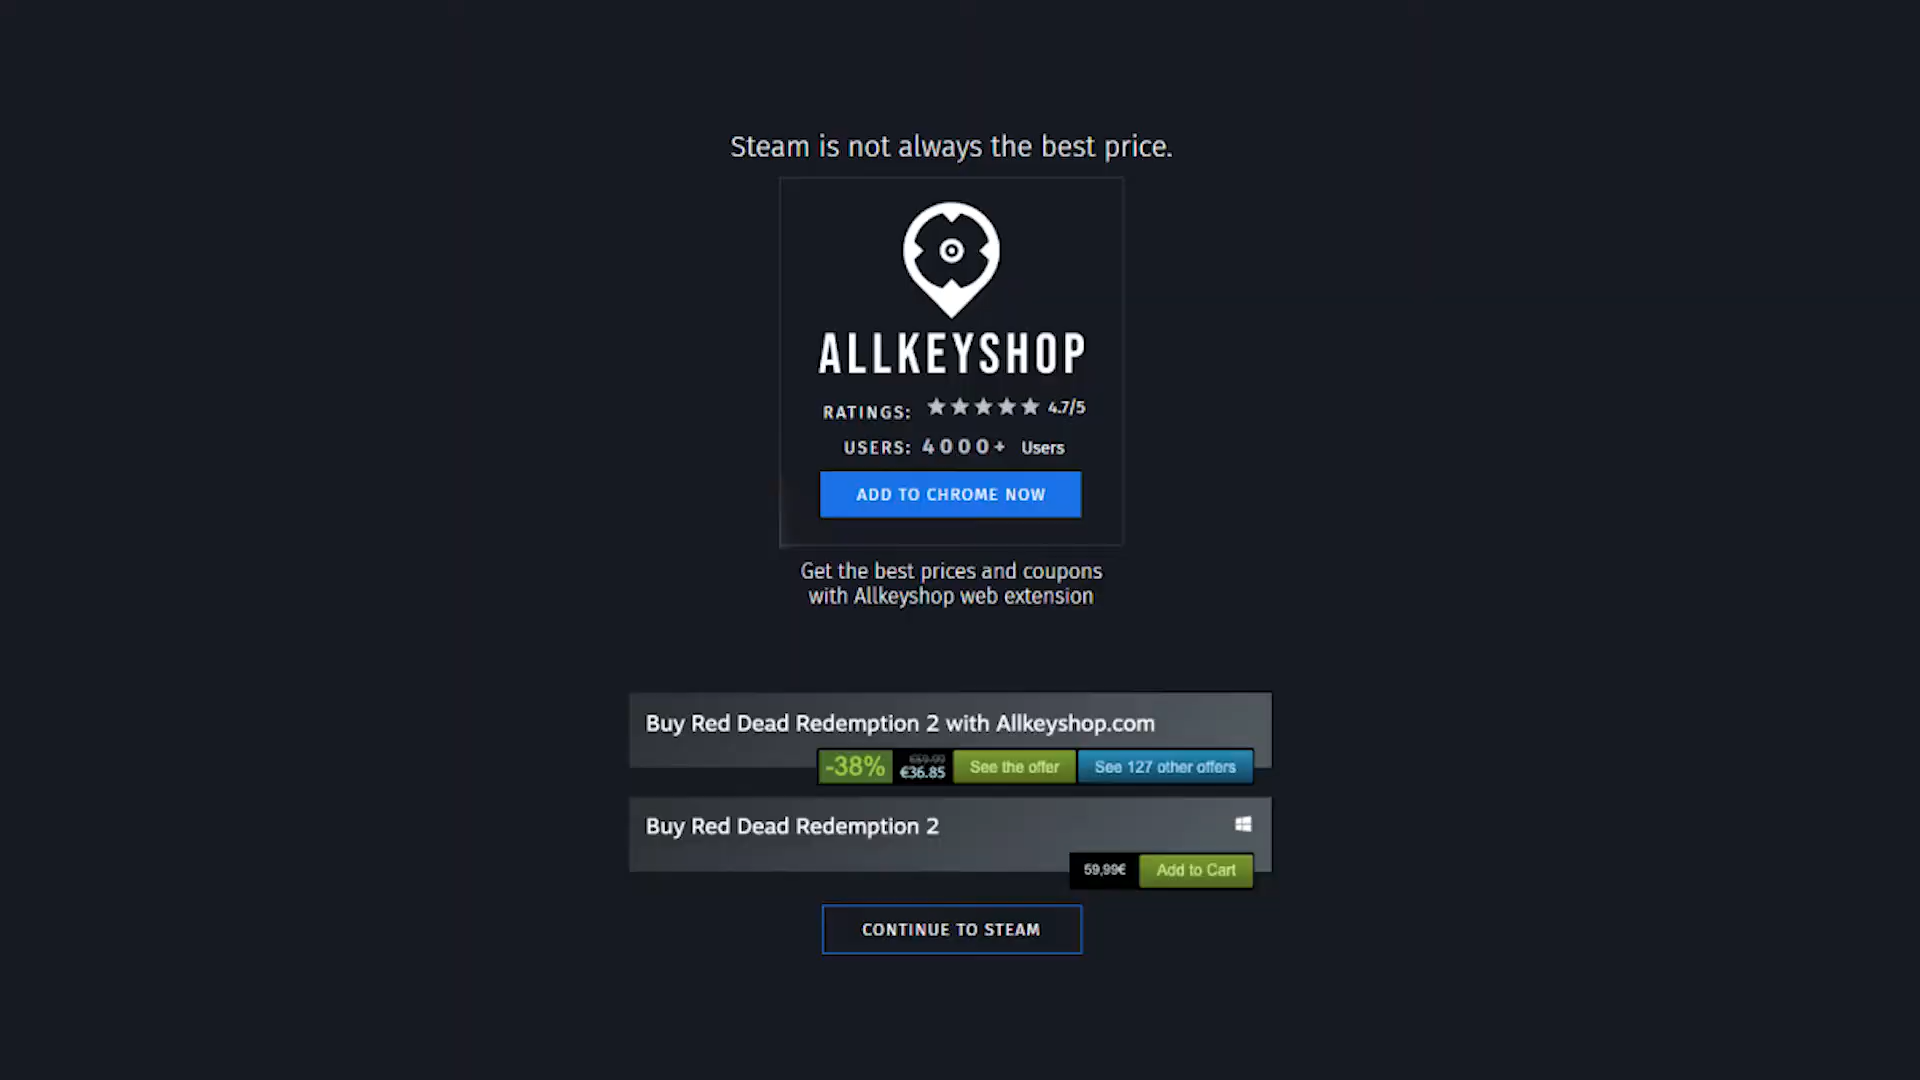 Steam is not always the best price.
ALLKEYSHOP
RATINGS: ★★★★★ 4.7/5
USERS: 4000+ Users
ADD TO CHROME NOW
Get the best prices and coupons
with Allkeyshop web extension
Buy Red Dead Redemption 2 with Allkeyshop.com
-38% €59.99 €36.85 See the offer See 127 other offers
Buy Red Dead Redemption 2
59,99€ Add to Cart
CONTINUE TO STEAM